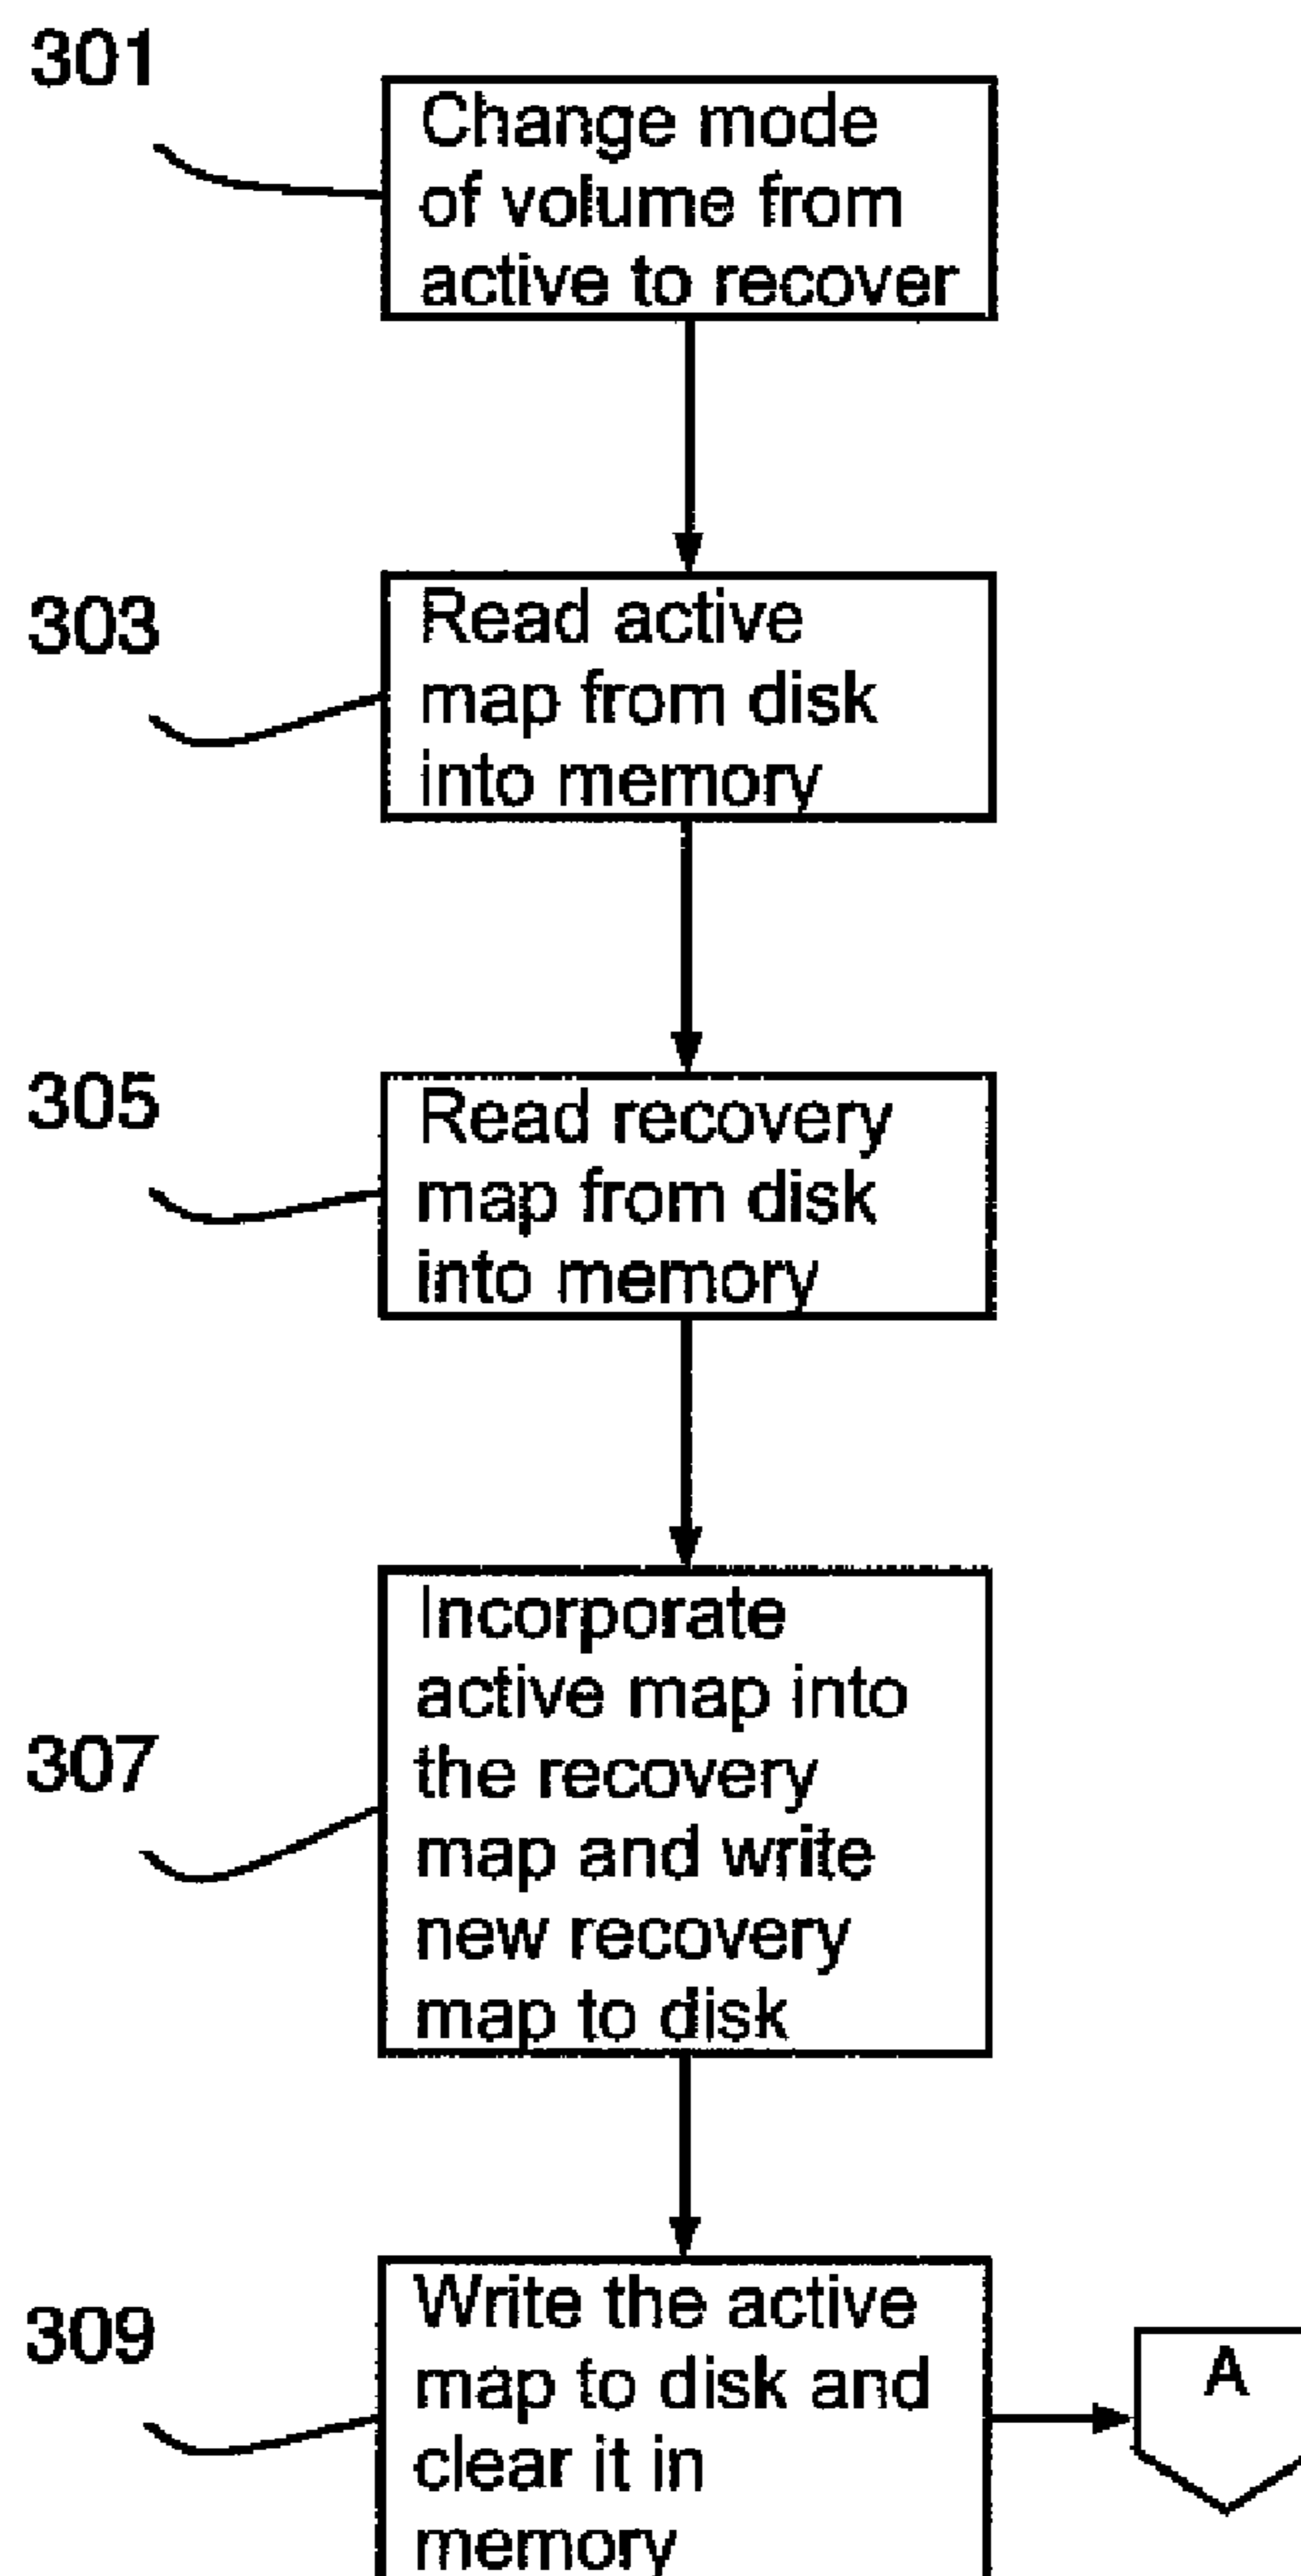 301
Change mode
of volume from
active to recover
303
Read active
map from disk
into memory
305
Read recovery
map from disk
into memory
307
Incorporate
active map into
the recovery
map and write
new recovery
map to disk
309
Write the active
map to disk and
clear it in
memory
A